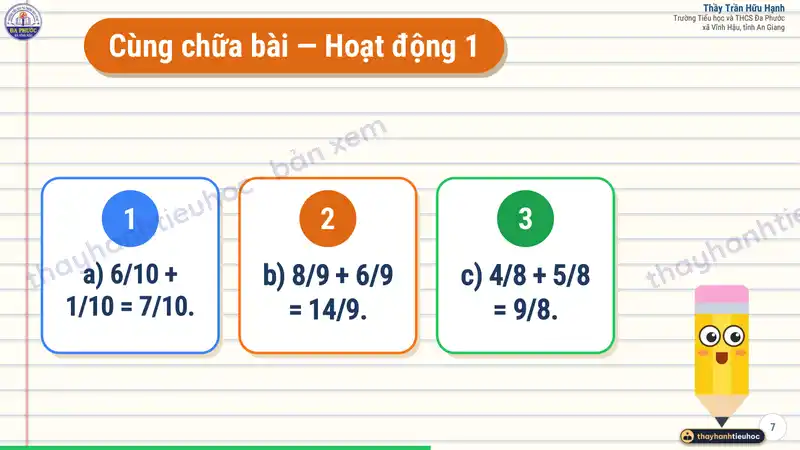 ĐA PHƯỚC
Thầy Trần Hữu Hạnh
Trường Tiểu học và THCS Đa Phước
xã Vĩnh Hậu, tỉnh An Giang
Cùng chữa bài – Hoạt động 1
thayhanhtieuhoc - bản xem
1
a) 6/10 +
1/10 = 7/10.
2
b) 8/9 + 6/9
= 14/9.
3
c) 4/8 + 5/8
= 9/8.
thayhanhtie
thayhanhtieuhoc
7